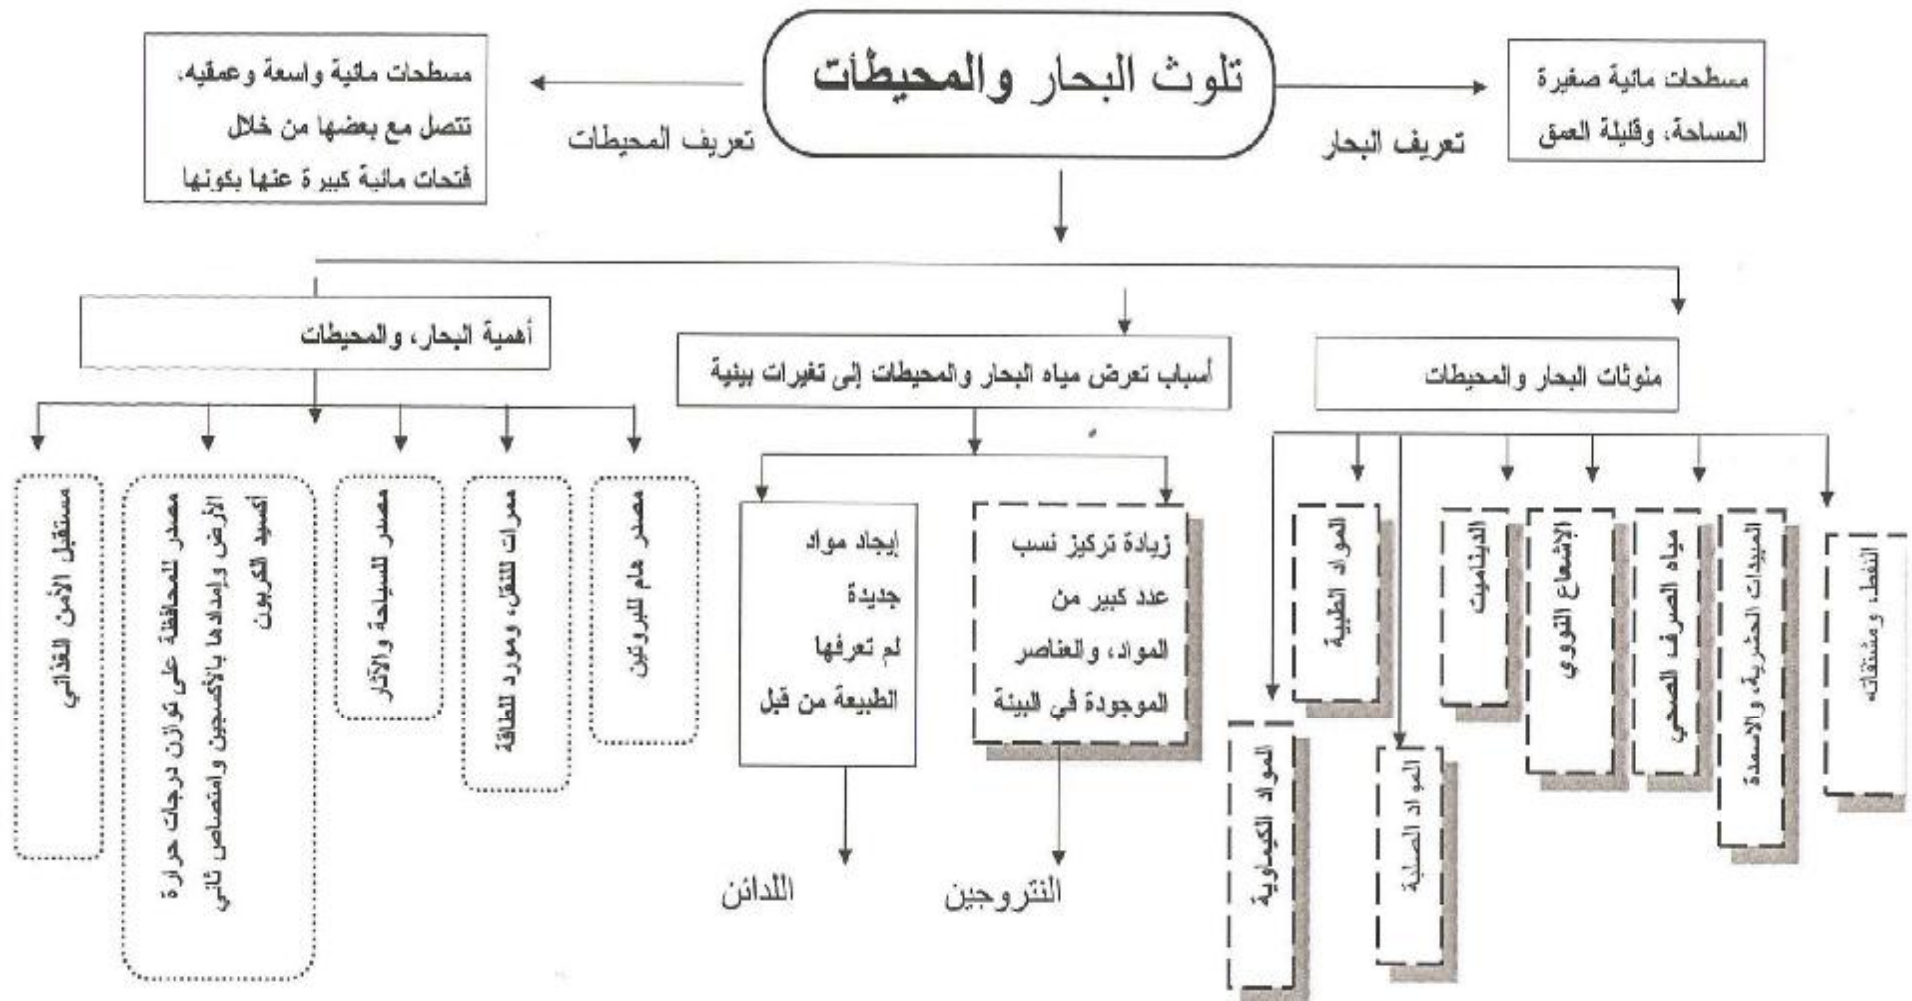 تلوث البحار والمحيطات
تعريف البحار
مسطحات مائية صغيرة
المساحة، وقليلة العمق
تعريف المحيطات
مسطحات مائية واسعة وعمقيه،
تتصل مع بعضها من خلال
فتحات مائية كبيرة عنها بكونها
ملوثات البحار والمحيطات
النفط، ومشتقاته
المبيدات الحشرية، والاسمدة
مياه الصرف الصحي
الإشعاع النووي
الديناميت
المواد الصلبة
المواد الطبية
المواد الكيماوية
أسباب تعرض مياه البحار والمحيطات إلى تغيرات بيئية
زيادة تركيز نسب
عدد كبير من
المواد، والعناصر
الموجودة في البيئة
النتروجين
إيجاد مواد
جديدة
لم تعرفها
الطبيعة من قبل
اللدائن
أهمية البحار، والمحيطات
مصدر هام للبروتين
ممرات للنقل، ومورد للطاقة
مصدر للسياحة والآثار
مصدر للمحافظة على توازن درجات حرارة
الأرض وإمدادها بالأكسجين وامتصاص ثاني
أكسيد الكربون
مستقبل الأمن الغذائي